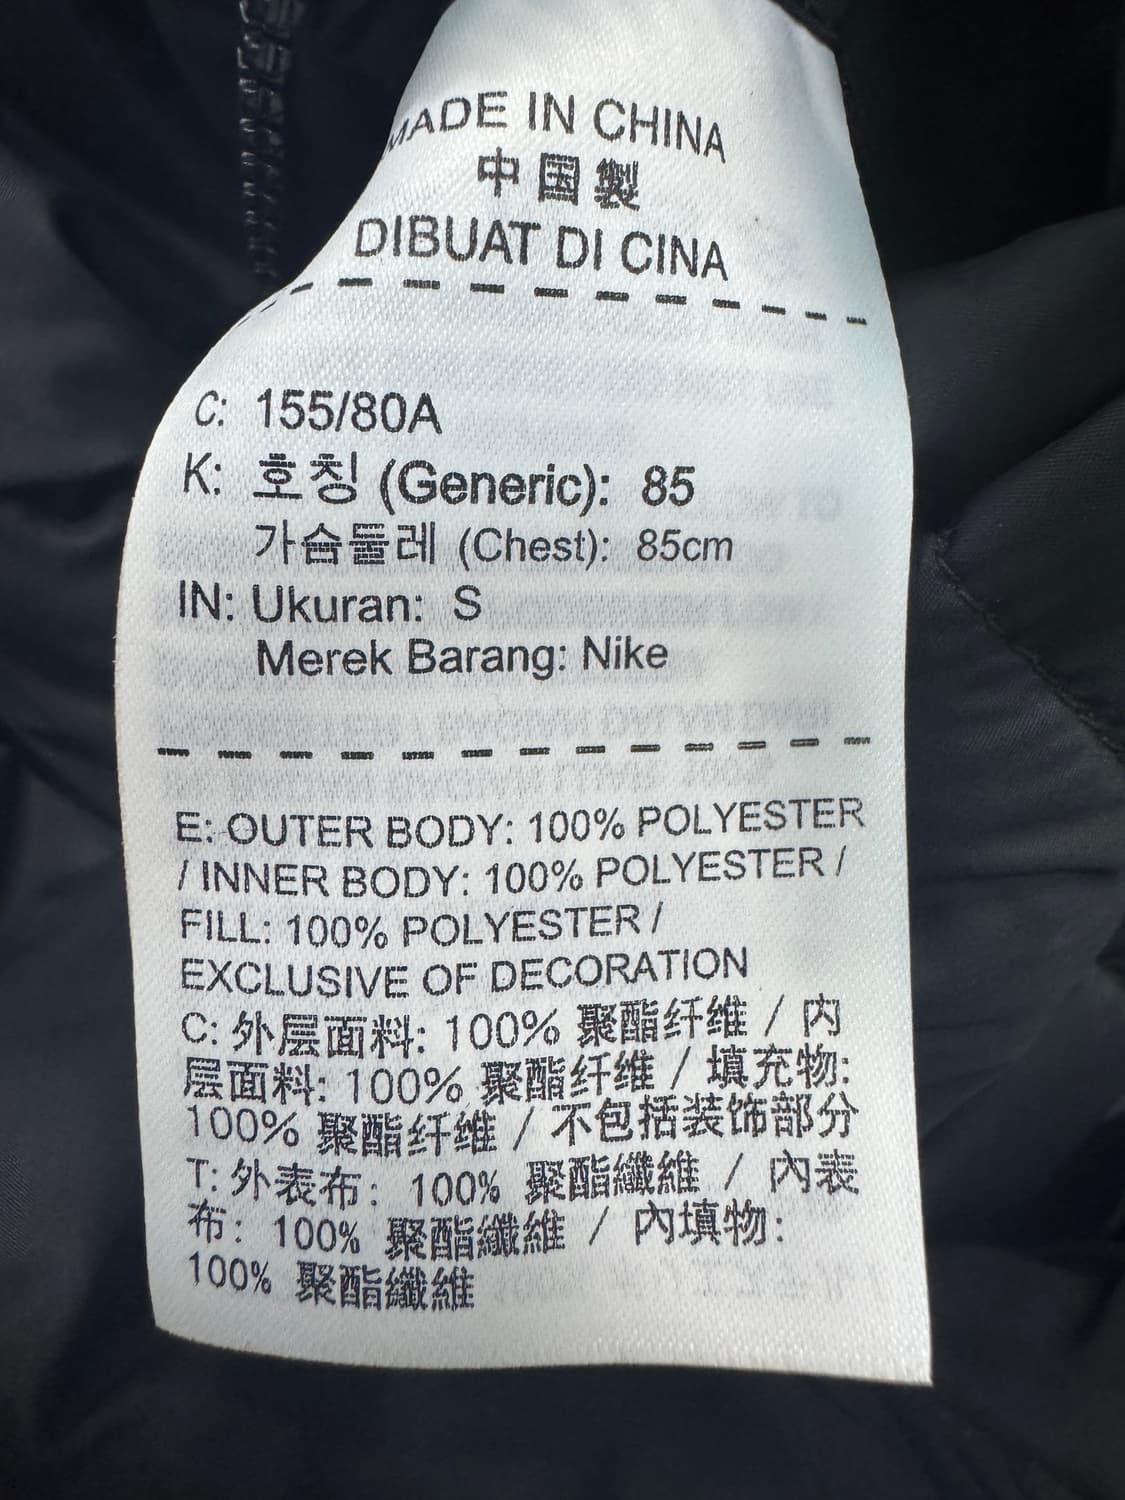 MADE IN CHINA
中国製
DIBUAT DI CINA
C: 155/80A
K: 호칭 (Generic): 85
가슴둘레 (Chest): 85cm
IN: Ukuran: S
Merek Barang: Nike
E: OUTER BODY: 100% POLYESTER
/ INNER BODY: 100% POLYESTER /
FILL: 100% POLYESTER /
EXCLUSIVE OF DECORATION
C: 外层面料: 100% 聚酯纤维 / 内
层面料: 100% 聚酯纤维 / 填充物:
100% 聚酯纤维 / 不包括装饰部分
T: 外表布: 100% 聚酯纖維 / 內表
布: 100% 聚酯纖維 / 內填物:
100% 聚酯纖維